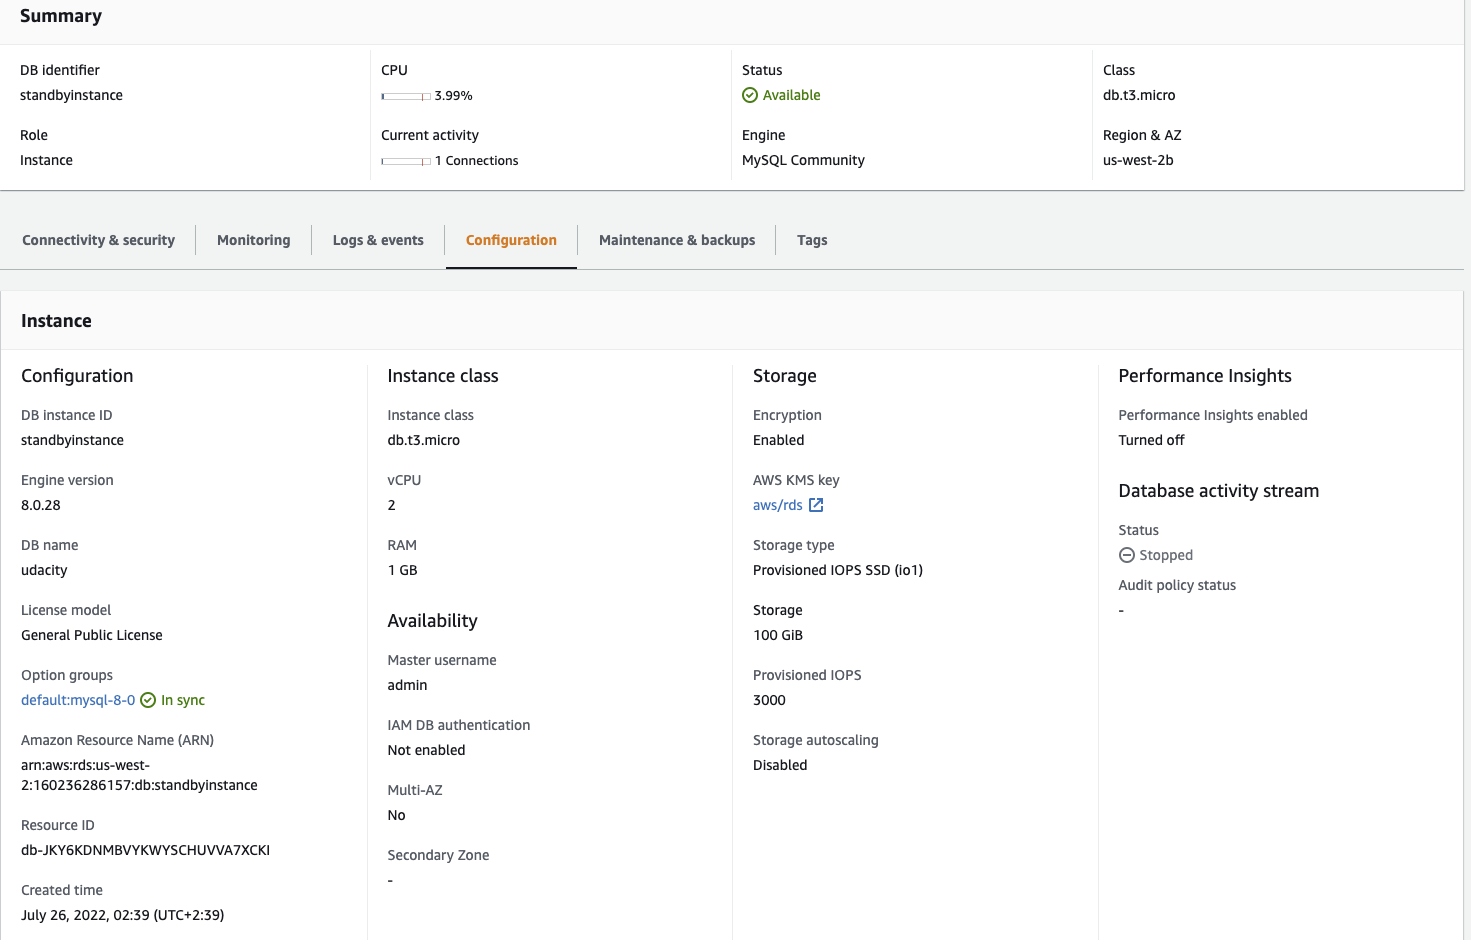 Summary
DB identifier
standbyinstance
CPU
3.99%
Status
Available
Class
db.t3.micro
Role
Instance
Current activity
1 Connections
Engine
MySQL Community
Region & AZ
us-west-2b
Connectivity & security
Monitoring
Logs & events
Configuration
Maintenance & backups
Tags
Instance
Configuration
DB instance ID
standbyinstance
Engine version
8.0.28
DB name
udacity
License model
General Public License
Option groups
default:mysql-8-0 In sync
Amazon Resource Name (ARN)
arn:aws:rds:us-west-
2:160236286157:db:standbyinstance
Resource ID
db-JKY6KDNMBVYKWYSCHUVVA7XCKI
Created time
July 26, 2022, 02:39 (UTC+2:39)
Instance class
Instance class
db.t3.micro
vCPU
2
RAM
1 GB
Availability
Master username
admin
IAM DB authentication
Not enabled
Multi-AZ
No
Secondary Zone
-
Storage
Encryption
Enabled
AWS KMS key
aws/rds
Storage type
Provisioned IOPS SSD (io1)
Storage
100 GiB
Provisioned IOPS
3000
Storage autoscaling
Disabled
Performance Insights
Performance Insights enabled
Turned off
Database activity stream
Status
Stopped
Audit policy status
-